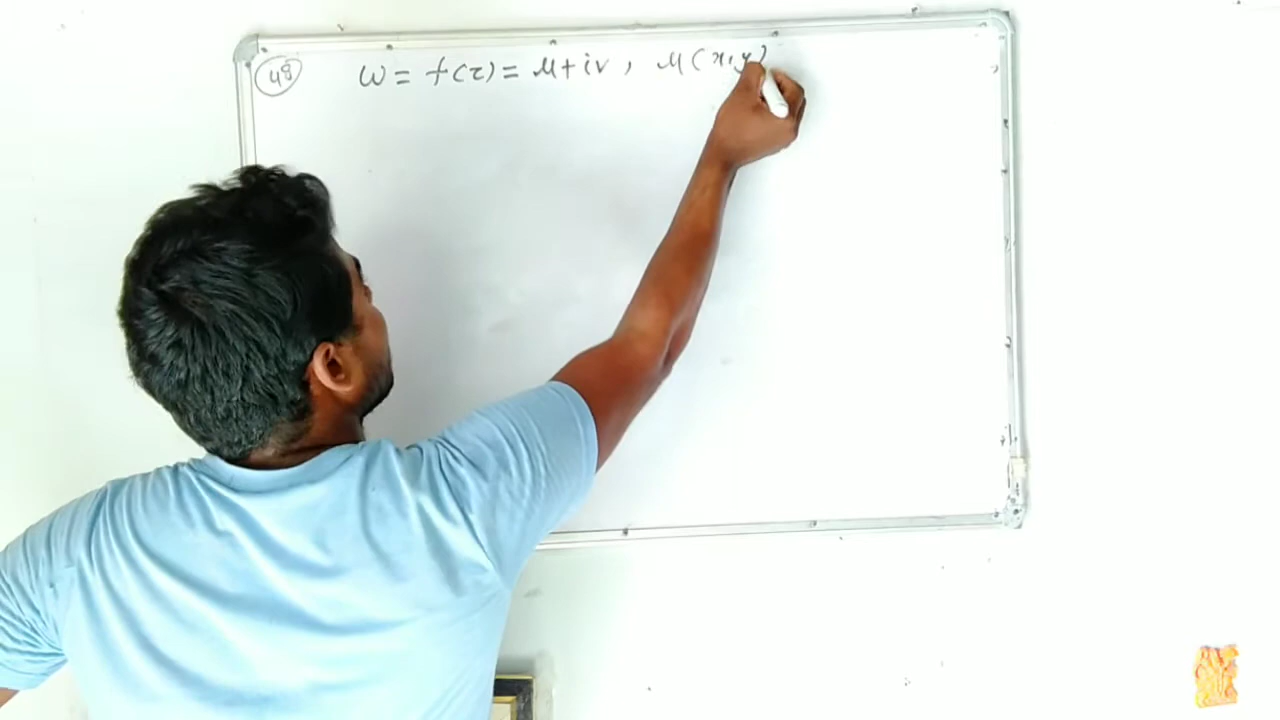 48 ω = f(z) = u + iv , u(x,y)